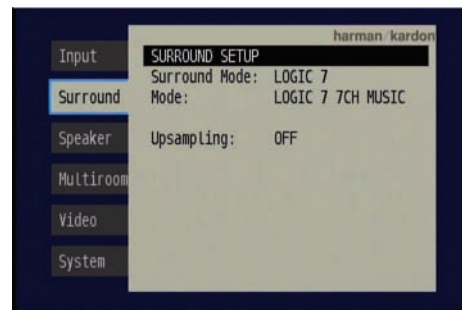 harman/kardon
Input
Surround
Speaker
Multiroom
Video
System
SURROUND SETUP
Surround Mode: LOGIC 7
Mode: LOGIC 7 7CH MUSIC
Upsampling: OFF